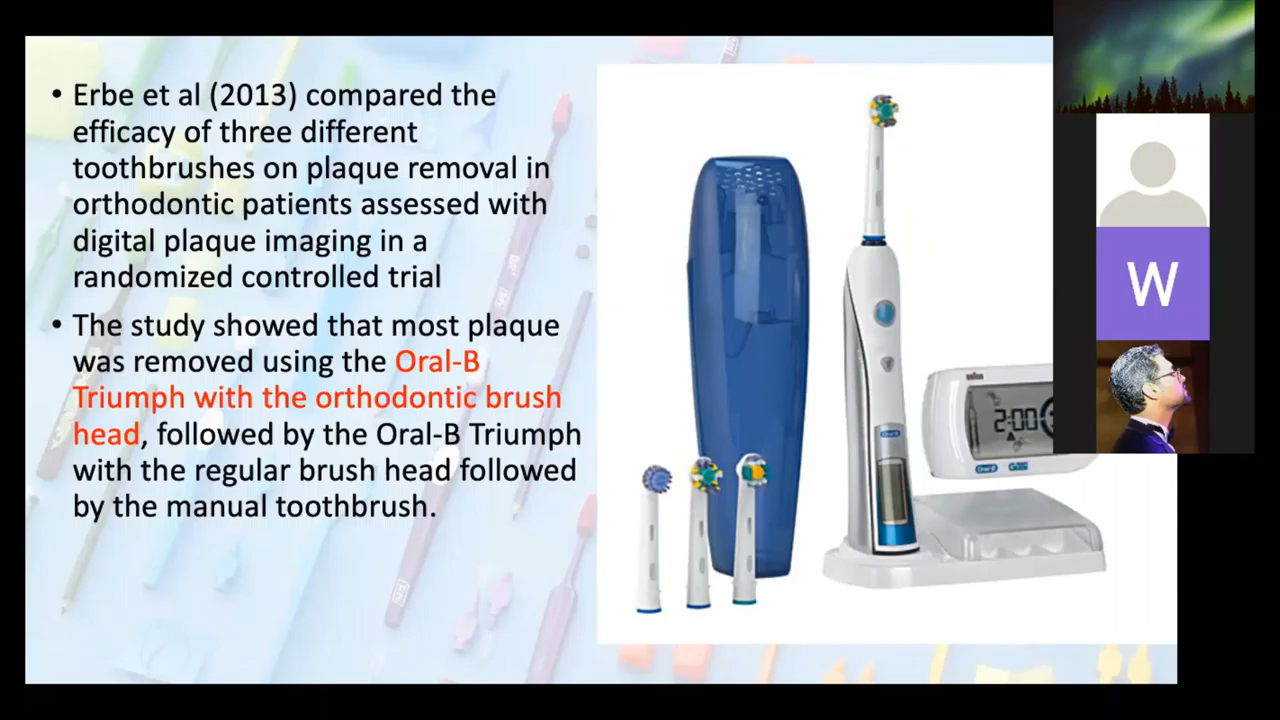 • Erbe et al (2013) compared the
efficacy of three different
toothbrushes on plaque removal in
orthodontic patients assessed with
digital plaque imaging in a
randomized controlled trial
• The study showed that most plaque
was removed using the Oral-B
Triumph with the orthodontic brush
head, followed by the Oral-B Triumph
with the regular brush head followed
by the manual toothbrush.
W
BRAUN
2:00
Oral-B
Oral-B